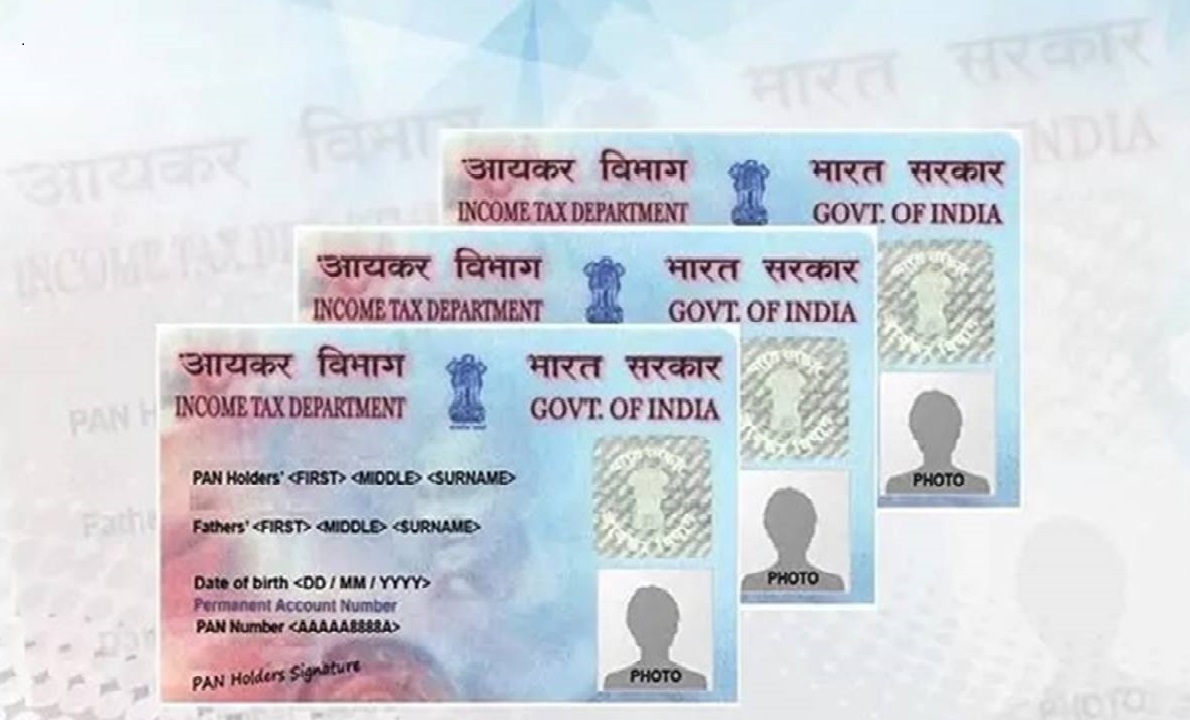 आयकर विभाग भारत सरकार
INCOME TAX DEPARTMENT GOVT. OF INDIA
PHOTO
आयकर विभाग भारत सरकार
INCOME TAX DEPARTMENT GOVT. OF INDIA
PHOTO
आयकर विभाग भारत सरकार
INCOME TAX DEPARTMENT GOVT. OF INDIA
PAN Holders' <FIRST> <MIDDLE> <SURNAME>
Fathers' <FIRST> <MIDDLE> <SURNAME>
Date of birth <DD / MM / YYYY>
Permanent Account Number
PAN Number <AAAAA8888A>
PAN Holders Signature
PHOTO
आयकर विभाग भारत सरकार
INCOME TAX INDIA
PAN
PHOTO